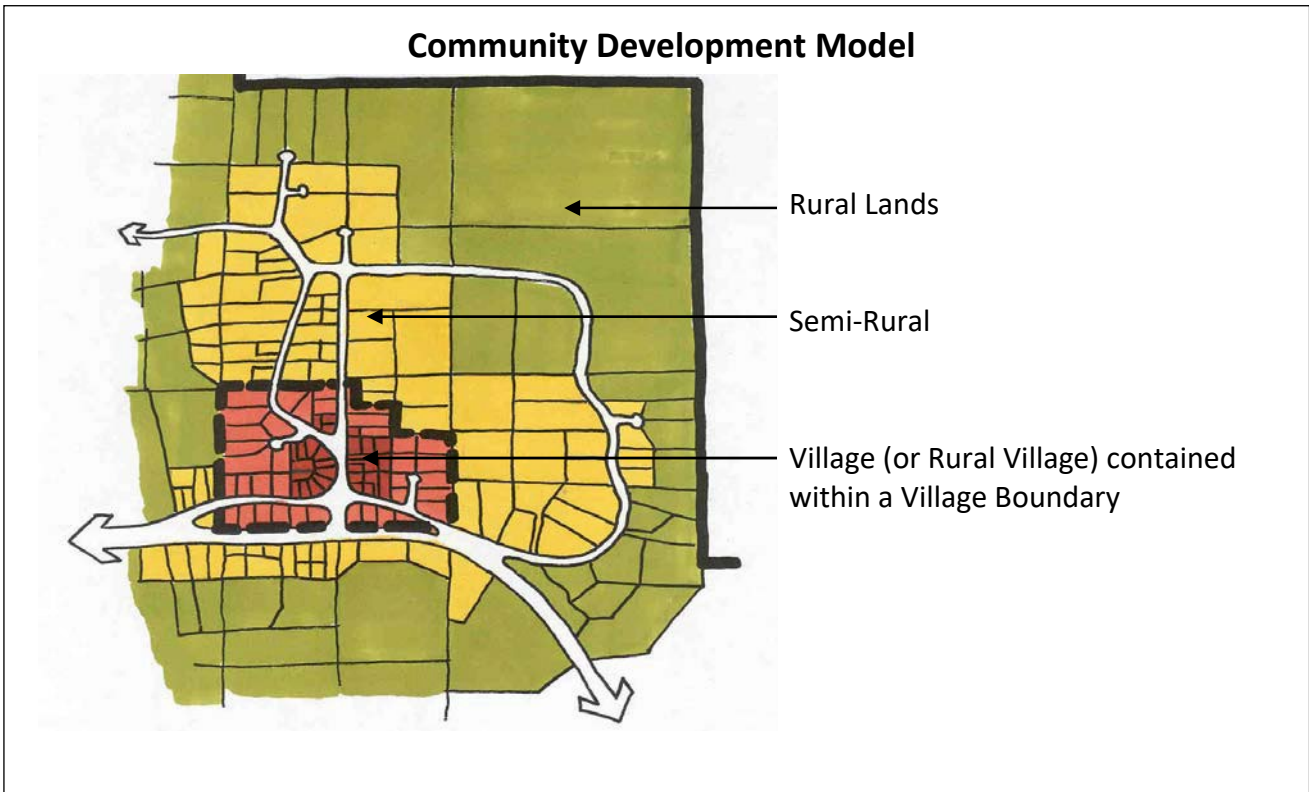 Community Development Model
Rural Lands
Semi-Rural
Village (or Rural Village) contained
within a Village Boundary